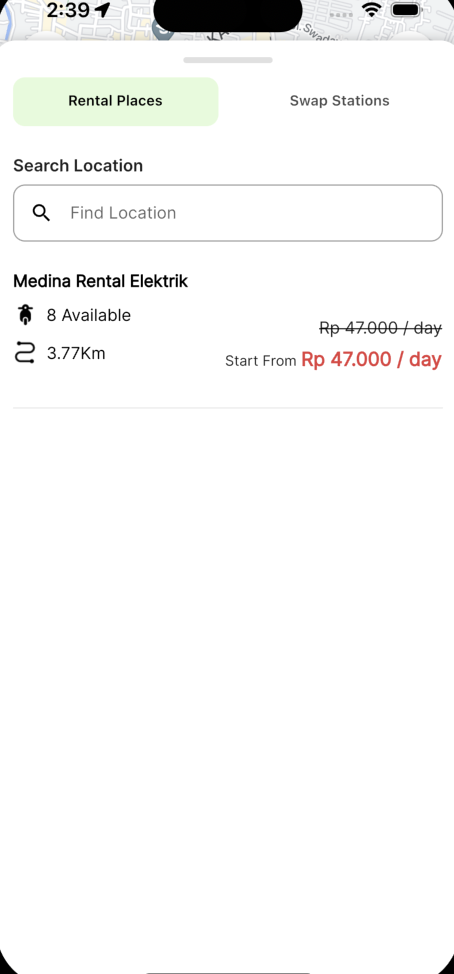 2:39
Rental Places
Swap Stations
Search Location
Find Location
Medina Rental Elektrik
8 Available
Rp 47.000 / day
3.77Km
Start From Rp 47.000 / day